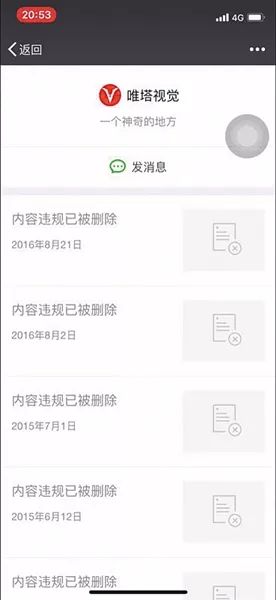 20:53
4G
返回
唯塔视觉
一个神奇的地方
发消息
内容违规已被删除
2016年8月21日
内容违规已被删除
2016年8月2日
内容违规已被删除
2015年7月1日
内容违规已被删除
2015年6月12日
内容违规已被删除